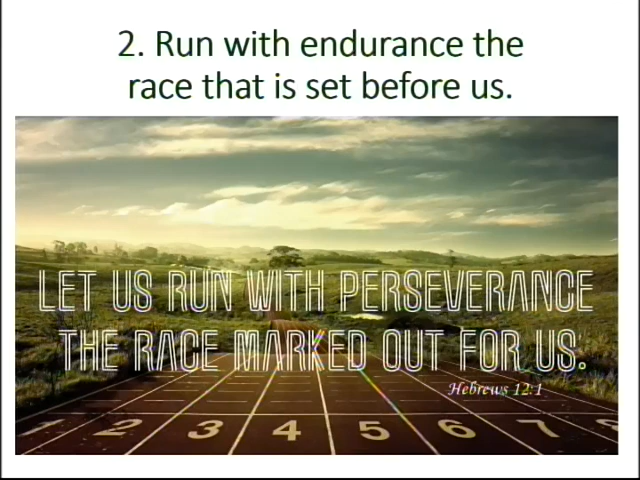 2. Run with endurance the
race that is set before us.
LET US RUN WITH PERSEVERANCE
THE RACE MARKED OUT FOR US.
Hebrews 12:1
1 2 3 4 5 6 7 8